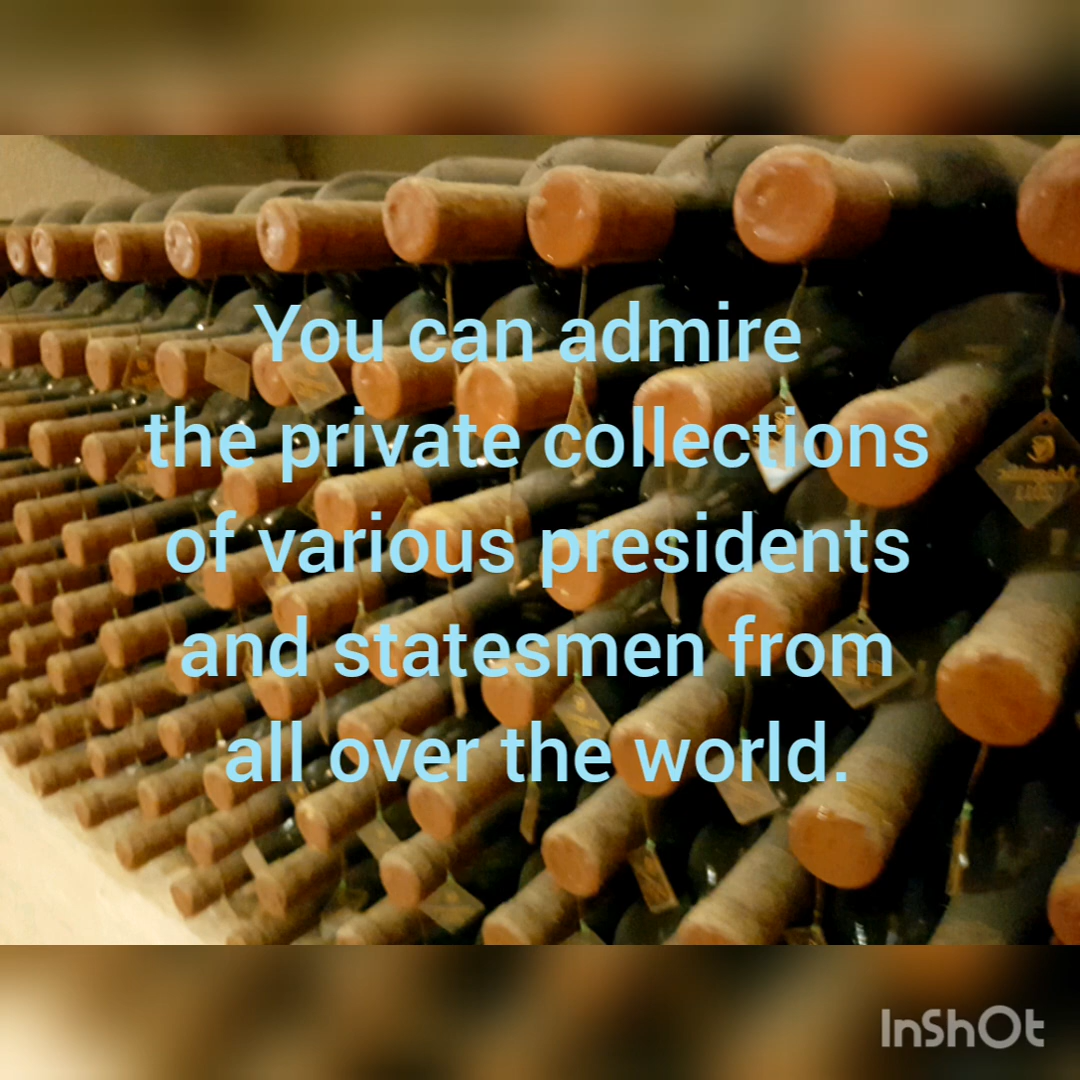 You can admire
the private collections
of various presidents
and statesmen from
all over the world.
InShOt